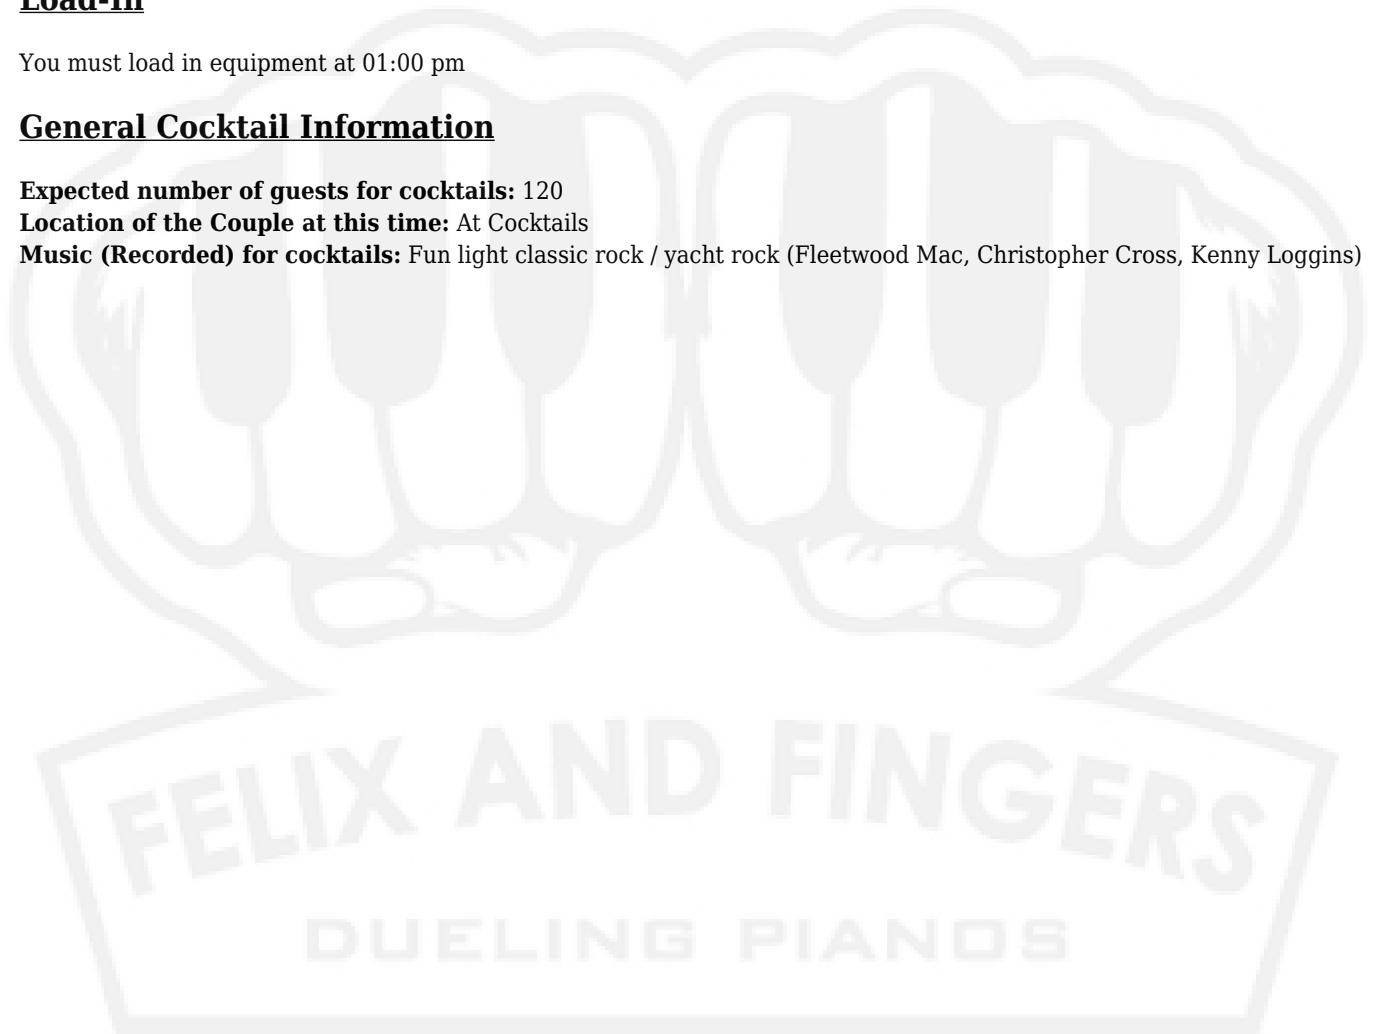 Load-In
You must load in equipment at 01:00 pm
General Cocktail Information
Expected number of guests for cocktails: 120
Location of the Couple at this time: At Cocktails
Music (Recorded) for cocktails: Fun light classic rock / yacht rock (Fleetwood Mac, Christopher Cross, Kenny Loggins)
FELIX AND FINGERS
DUELING PIANOS